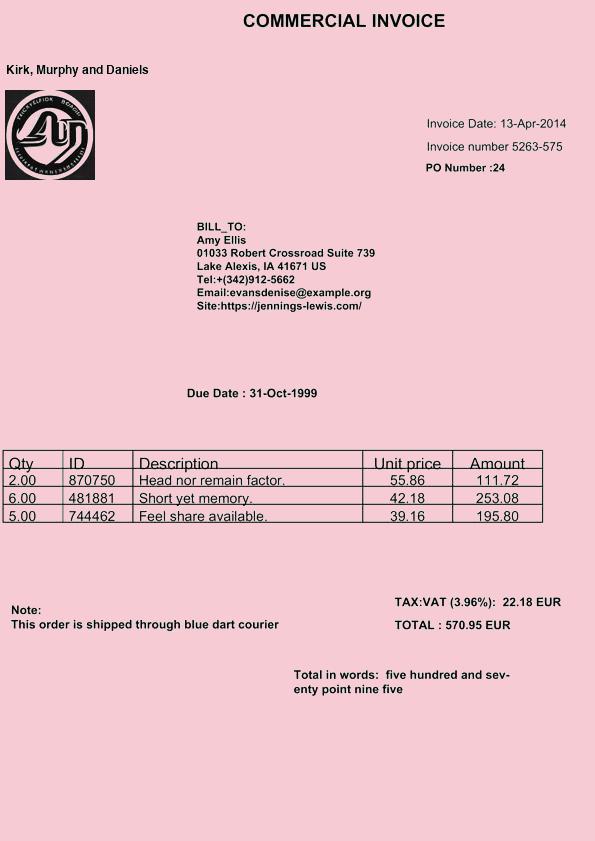 COMMERCIAL INVOICE
Kirk, Murphy and Daniels
Invoice Date: 13-Apr-2014
Invoice number 5263-575
PO Number :24
BILL_TO:
Amy Ellis
01033 Robert Crossroad Suite 739
Lake Alexis, IA 41671 US
Tel:+(342)912-5662
Email:evansdenise@example.org
Site:https://jennings-lewis.com/
Due Date : 31-Oct-1999
Qty ID Description Unit price Amount
2.00 870750 Head nor remain factor. 55.86 111.72
6.00 481881 Short yet memory. 42.18 253.08
5.00 744462 Feel share available. 39.16 195.80
TAX:VAT (3.96%): 22.18 EUR
Note:
This order is shipped through blue dart courier
TOTAL : 570.95 EUR
Total in words: five hundred and sev-
enty point nine five